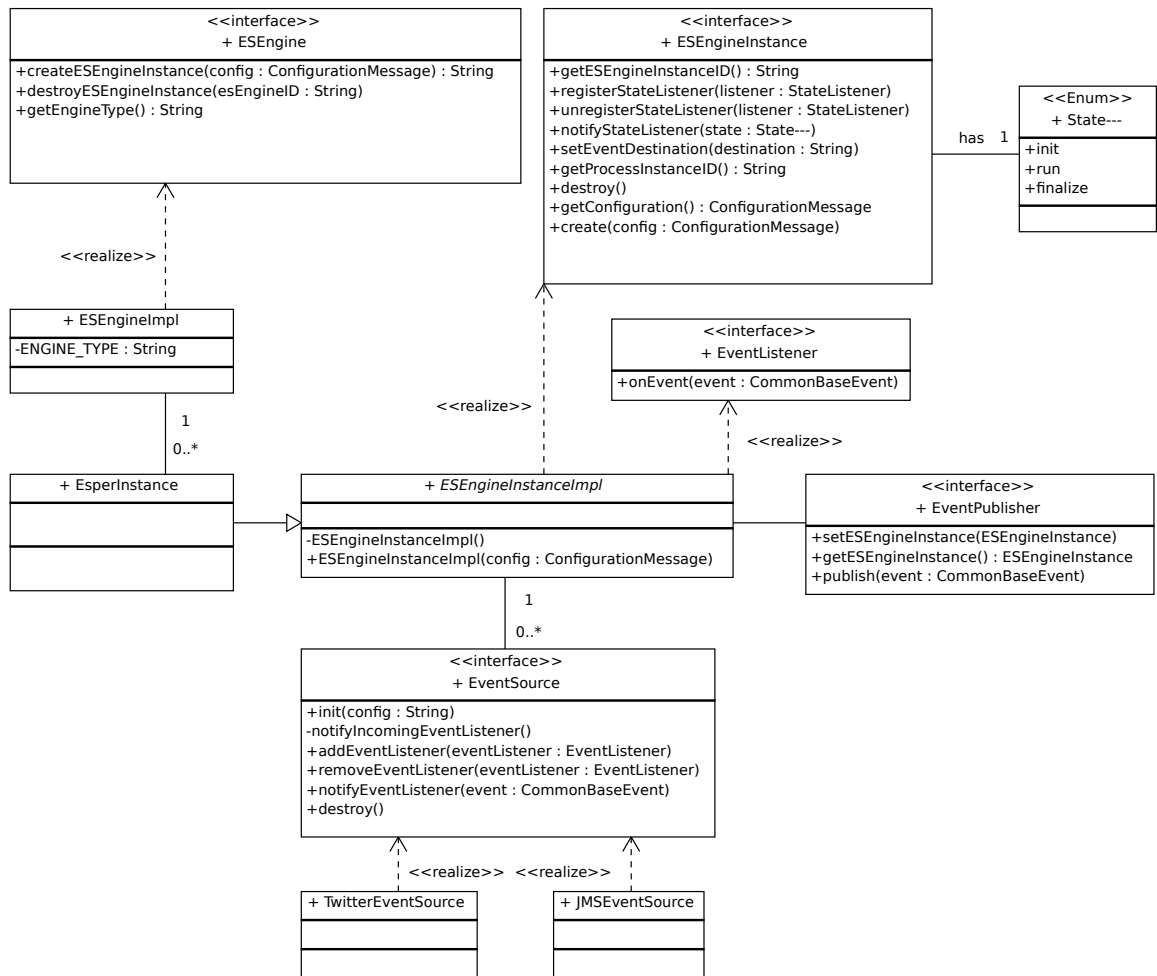 <<interface>>
+ ESEngine
+createESEngineInstance(config : ConfigurationMessage) : String
+destroyESEngineInstance(esEngineID : String)
+getEngineType() : String
<<interface>>
+ ESEngineInstance
+getESEngineInstanceID() : String
+registerStateListener(listener : StateListener)
+unregisterStateListener(listener : StateListener)
+notifyStateListener(state : State---)
+setEventDestination(destination : String)
+getProcessInstanceID() : String
+destroy()
+getConfiguration() : ConfigurationMessage
+create(config : ConfigurationMessage)
has 1
<<Enum>>
+ State---
+init
+run
+finalize
<<realize>>
+ ESEngineImpl
-ENGINE_TYPE : String
1
0..*
<<realize>>
<<interface>>
+ EventListener
+onEvent(event : CommonBaseEvent)
<<realize>>
+ EsperInstance
+ ESEngineInstanceImpl
-ESEngineInstanceImpl()
+ESEngineInstanceImpl(config : ConfigurationMessage)
<<interface>>
+ EventPublisher
+setESEngineInstance(ESEngineInstance)
+getESEngineInstance() : ESEngineInstance
+publish(event : CommonBaseEvent)
1
0..*
<<interface>>
+ EventSource
+init(config : String)
-notifyIncomingEventListener()
+addEventListener(eventListener : EventListener)
+removeEventListener(eventListener : EventListener)
+notifyEventListener(event : CommonBaseEvent)
+destroy()
<<realize>> <<realize>>
+ TwitterEventSource
+ JMSEventSource